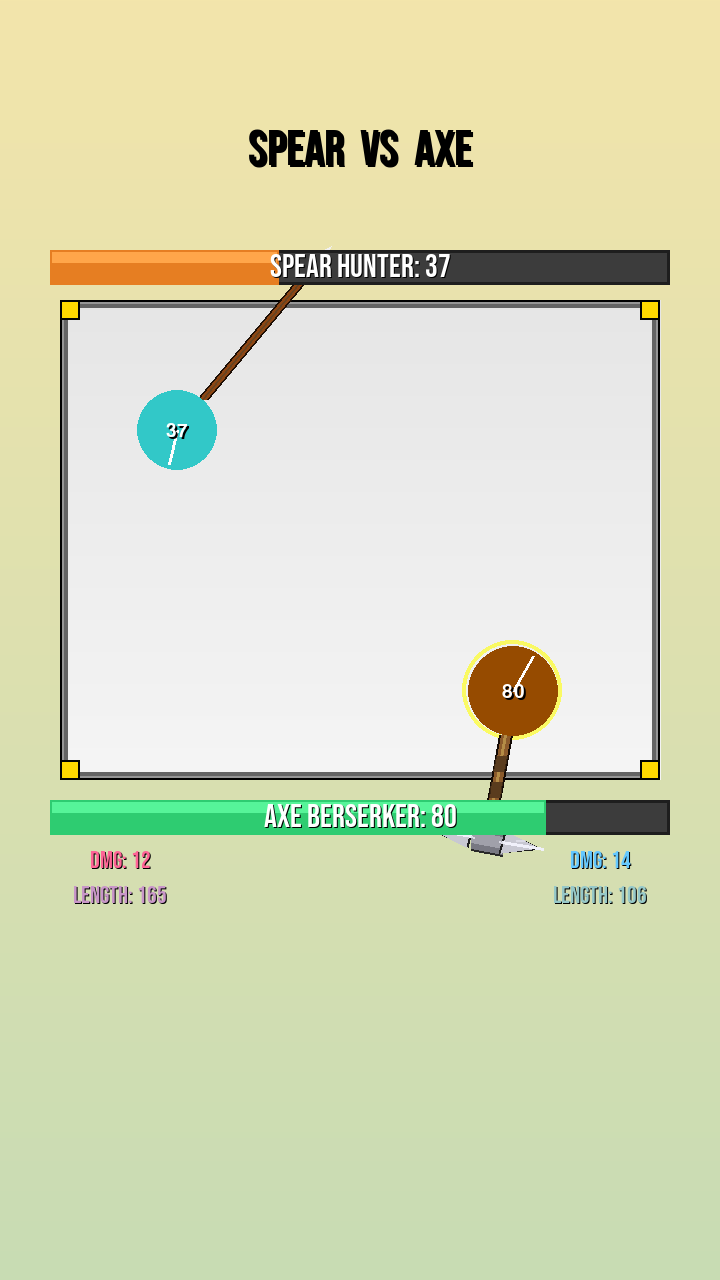 SPEAR VS AXE
SPEAR HUNTER: 37
37
80
AXE BERSERKER: 80
DMG: 12
DMG: 14
LENGTH: 165
LENGTH: 106